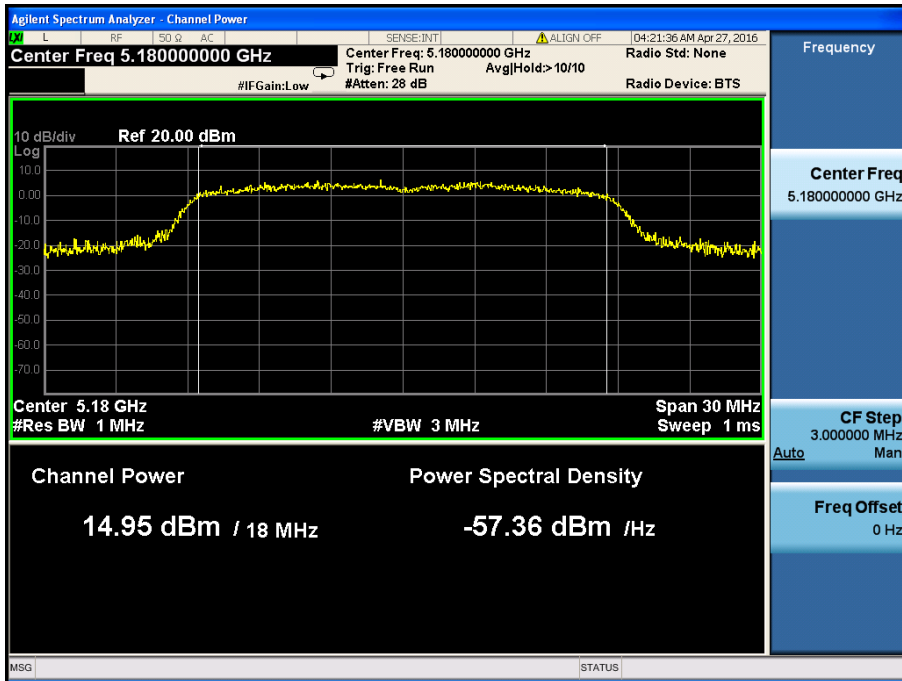 Agilent Spectrum Analyzer - Channel Power
LXI L RF 50 Ω AC SENSE:INT ALIGN OFF 04:21:36 AM Apr 27, 2016
Center Freq 5.180000000 GHz
Center Freq: 5.180000000 GHz
Radio Std: None
Trig: Free Run Avg|Hold:>10/10
#IFGain:Low
#Atten: 28 dB
Radio Device: BTS
10 dB/div Ref 20.00 dBm
Log
10.0
0.00
-10.0
-20.0
-30.0
-40.0
-50.0
-60.0
-70.0
Center 5.18 GHz Span 30 MHz
#Res BW 1 MHz #VBW 3 MHz Sweep 1 ms
Channel Power
Power Spectral Density
14.95 dBm / 18 MHz
-57.36 dBm /Hz
MSG STATUS
Frequency
Center Freq
5.180000000 GHz
CF Step
3.000000 MHz
Auto Man
Freq Offset
0 Hz